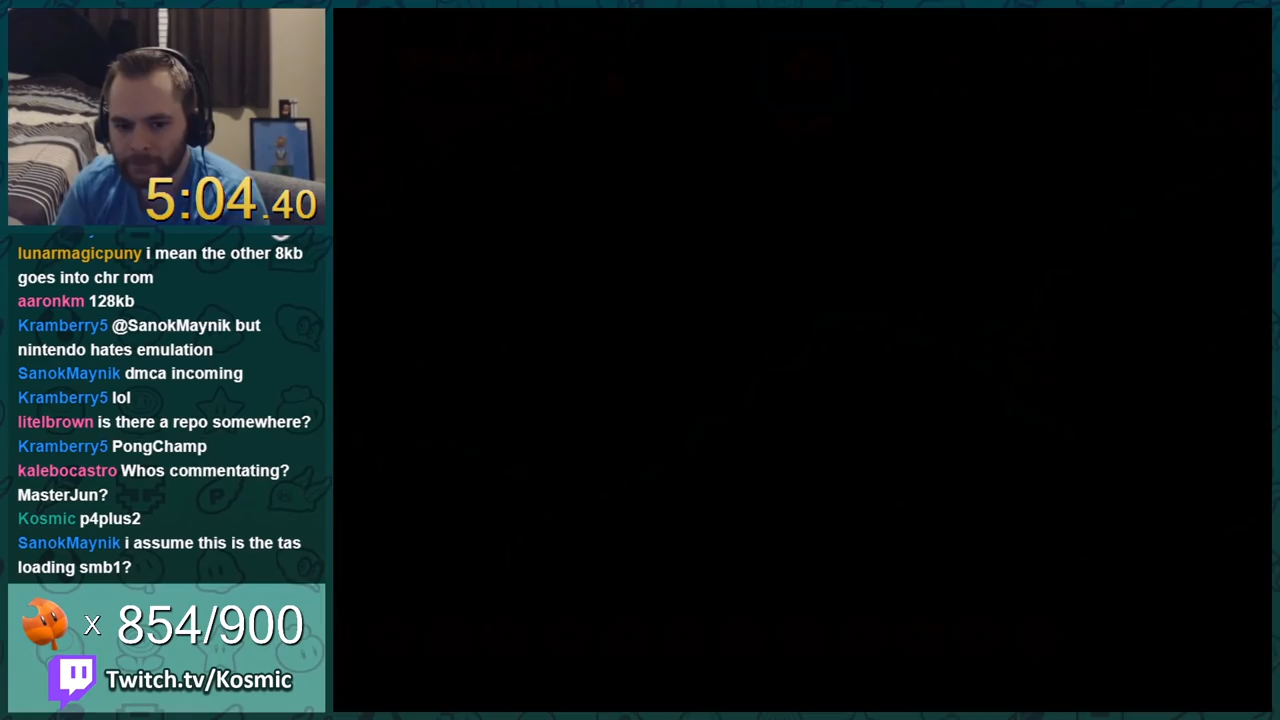 5:04.40
lunarmagicpuny i mean the other 8kb
goes into chr rom
aaronkm 128kb
Kramberry5 @SanokMaynik but
nintendo hates emulation
SanokMaynik dmca incoming
Kramberry5 lol
litelbrown is there a repo somewhere?
Kramberry5 PongChamp
kalebocastro Whos commentating?
MasterJun?
Kosmic p4plus2
SanokMaynik i assume this is the tas
loading smb1?
x 854/900
Twitch.tv/Kosmic